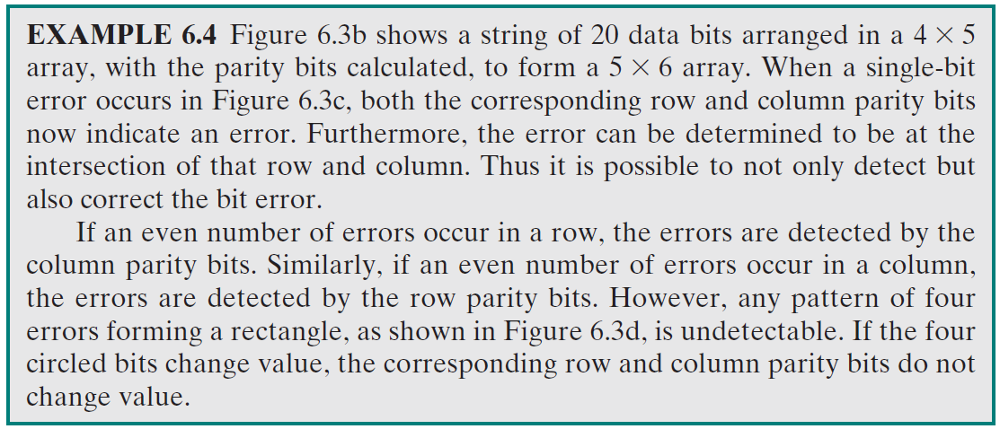 EXAMPLE 6.4 Figure 6.3b shows a string of 20 data bits arranged in a 4 × 5
array, with the parity bits calculated, to form a 5 × 6 array. When a single-bit
error occurs in Figure 6.3c, both the corresponding row and column parity bits
now indicate an error. Furthermore, the error can be determined to be at the
intersection of that row and column. Thus it is possible to not only detect but
also correct the bit error.
If an even number of errors occur in a row, the errors are detected by the
column parity bits. Similarly, if an even number of errors occur in a column,
the errors are detected by the row parity bits. However, any pattern of four
errors forming a rectangle, as shown in Figure 6.3d, is undetectable. If the four
circled bits change value, the corresponding row and column parity bits do not
change value.